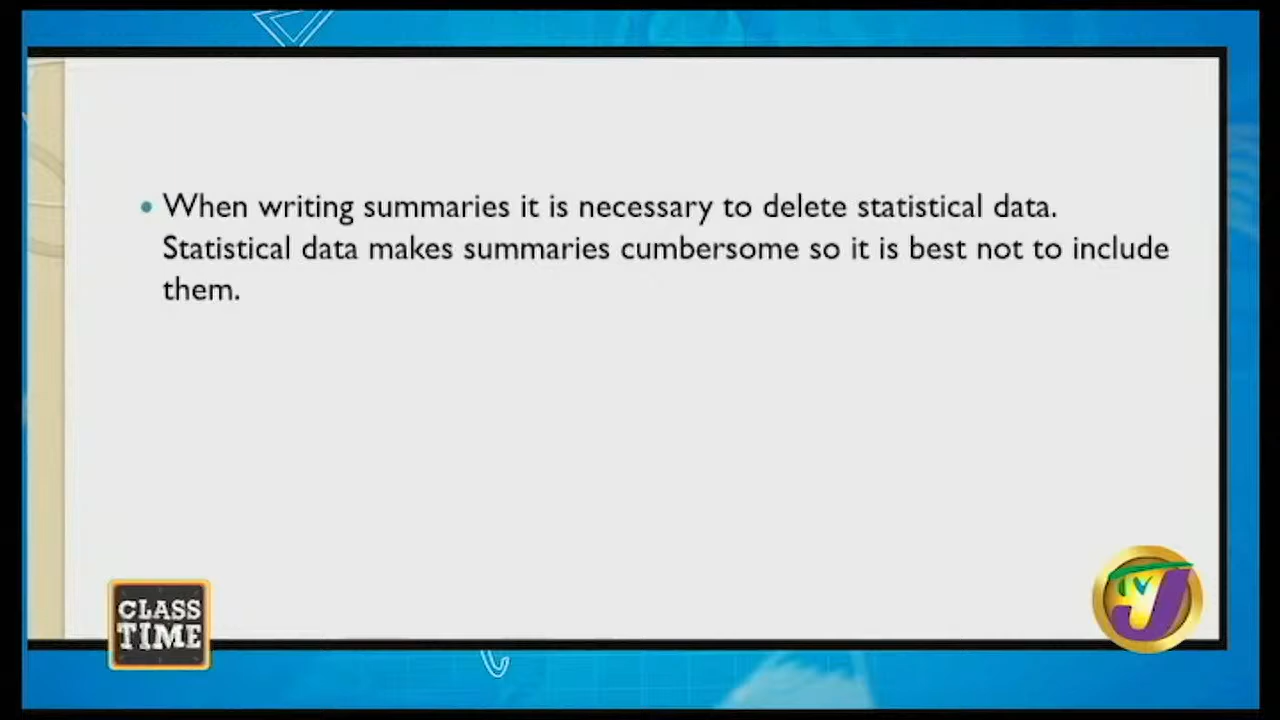 • When writing summaries it is necessary to delete statistical data.
Statistical data makes summaries cumbersome so it is best not to include
them.
CLASS
TIME
TVJ